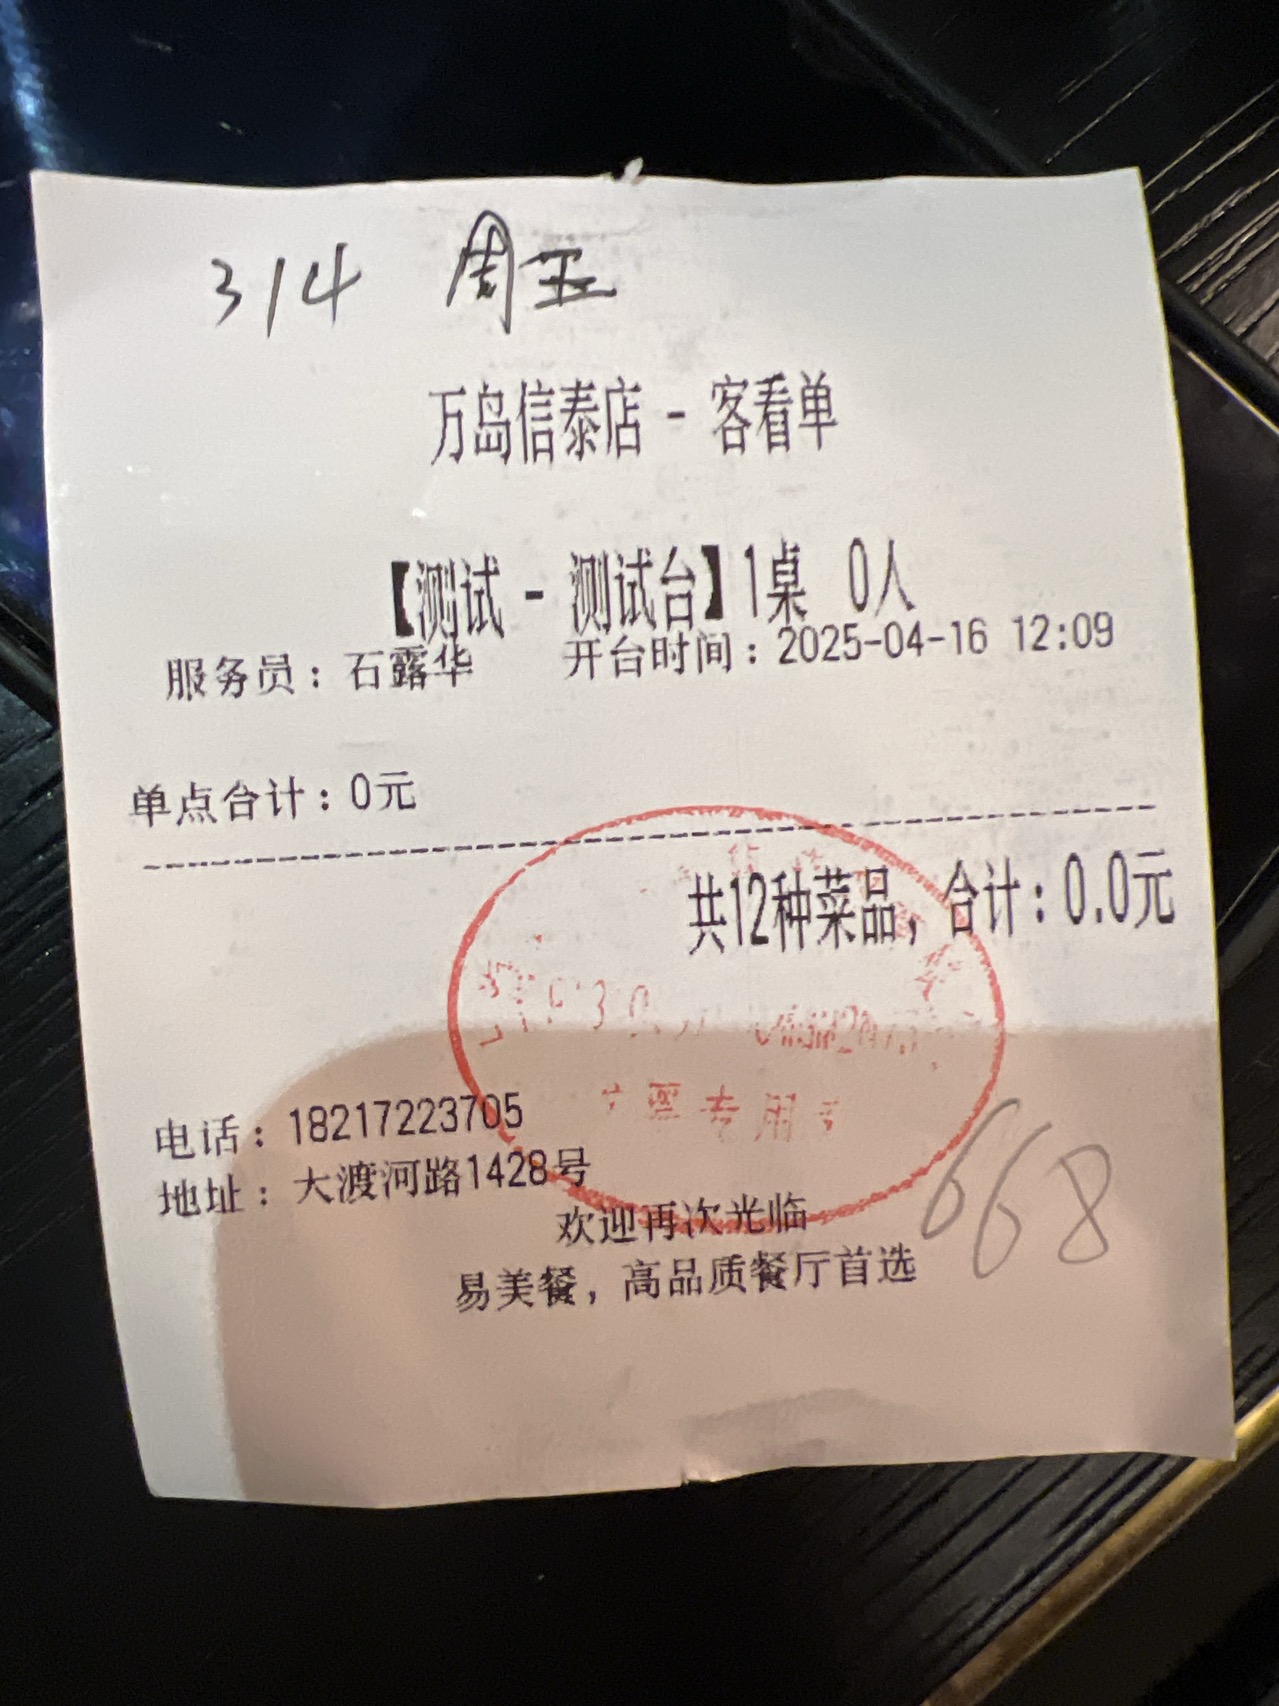 314 周五
万岛信泰店 - 客看单
【测试 - 测试台】1桌 0人
服务员：石露华 开台时间：2025-04-16 12:09
单点合计：0元
共12种菜品，合计：0.0元
专用
电话：18217223705
地址：大渡河路1428号
668
欢迎再次光临
易美餐，高品质餐厅首选